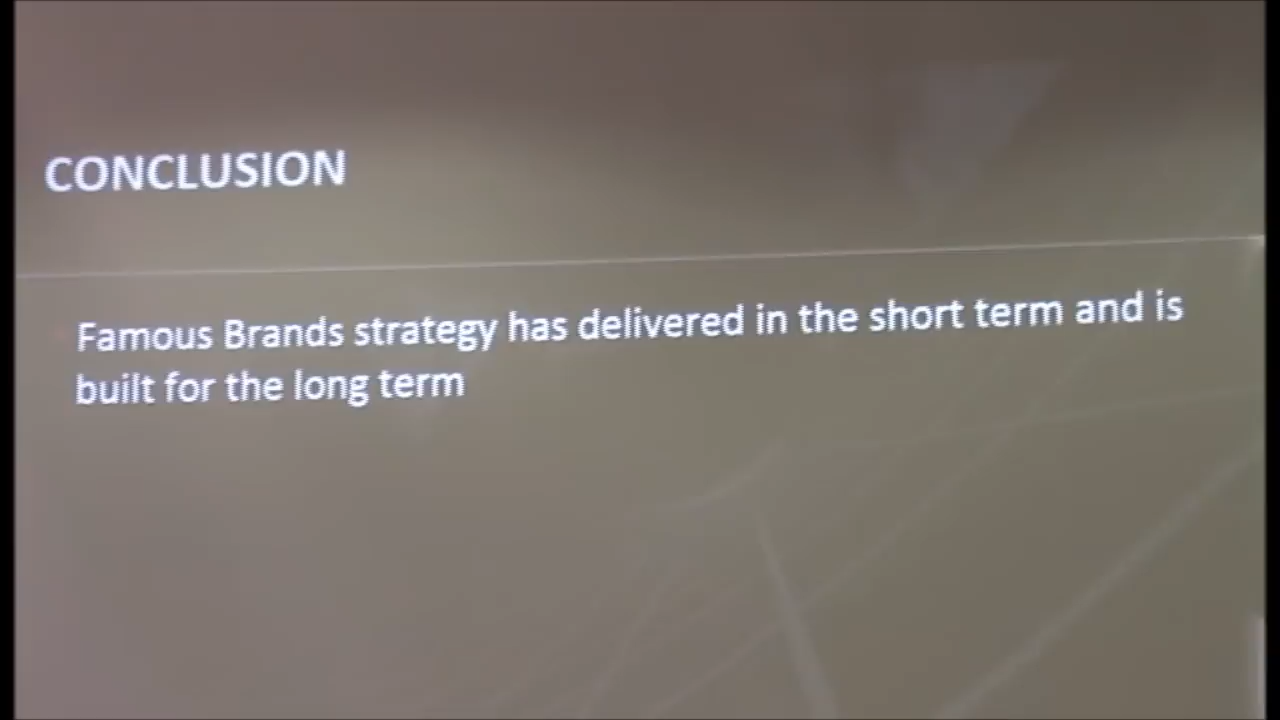 CONCLUSION
Famous Brands strategy has delivered in the short term and is
built for the long term